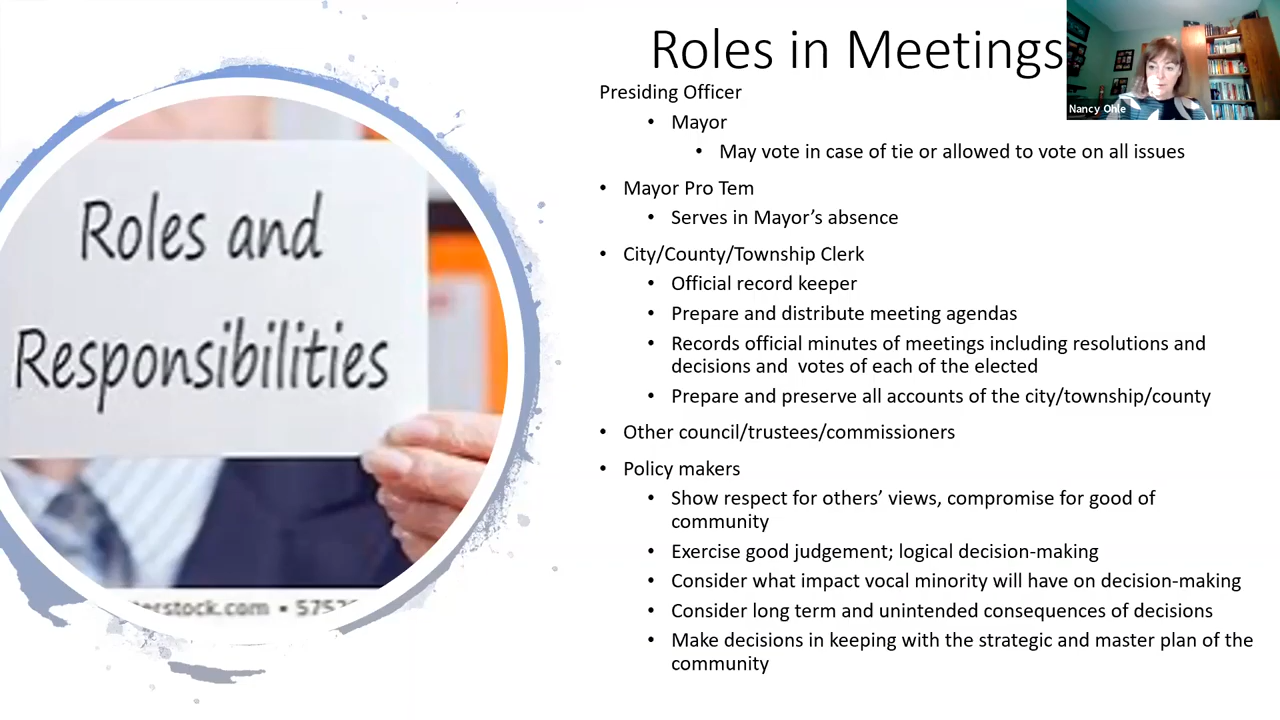 Roles in Meetings
Nancy Ohle
Presiding Officer
• Mayor
• May vote in case of tie or allowed to vote on all issues
• Mayor Pro Tem
• Serves in Mayor’s absence
• City/County/Township Clerk
• Official record keeper
• Prepare and distribute meeting agendas
• Records official minutes of meetings including resolutions and
decisions and  votes of each of the elected
• Prepare and preserve all accounts of the city/township/county
• Other council/trustees/commissioners
• Policy makers
• Show respect for others’ views, compromise for good of
community
• Exercise good judgement; logical decision-making
• Consider what impact vocal minority will have on decision-making
• Consider long term and unintended consequences of decisions
• Make decisions in keeping with the strategic and master plan of the
community
Roles and
Responsibilities